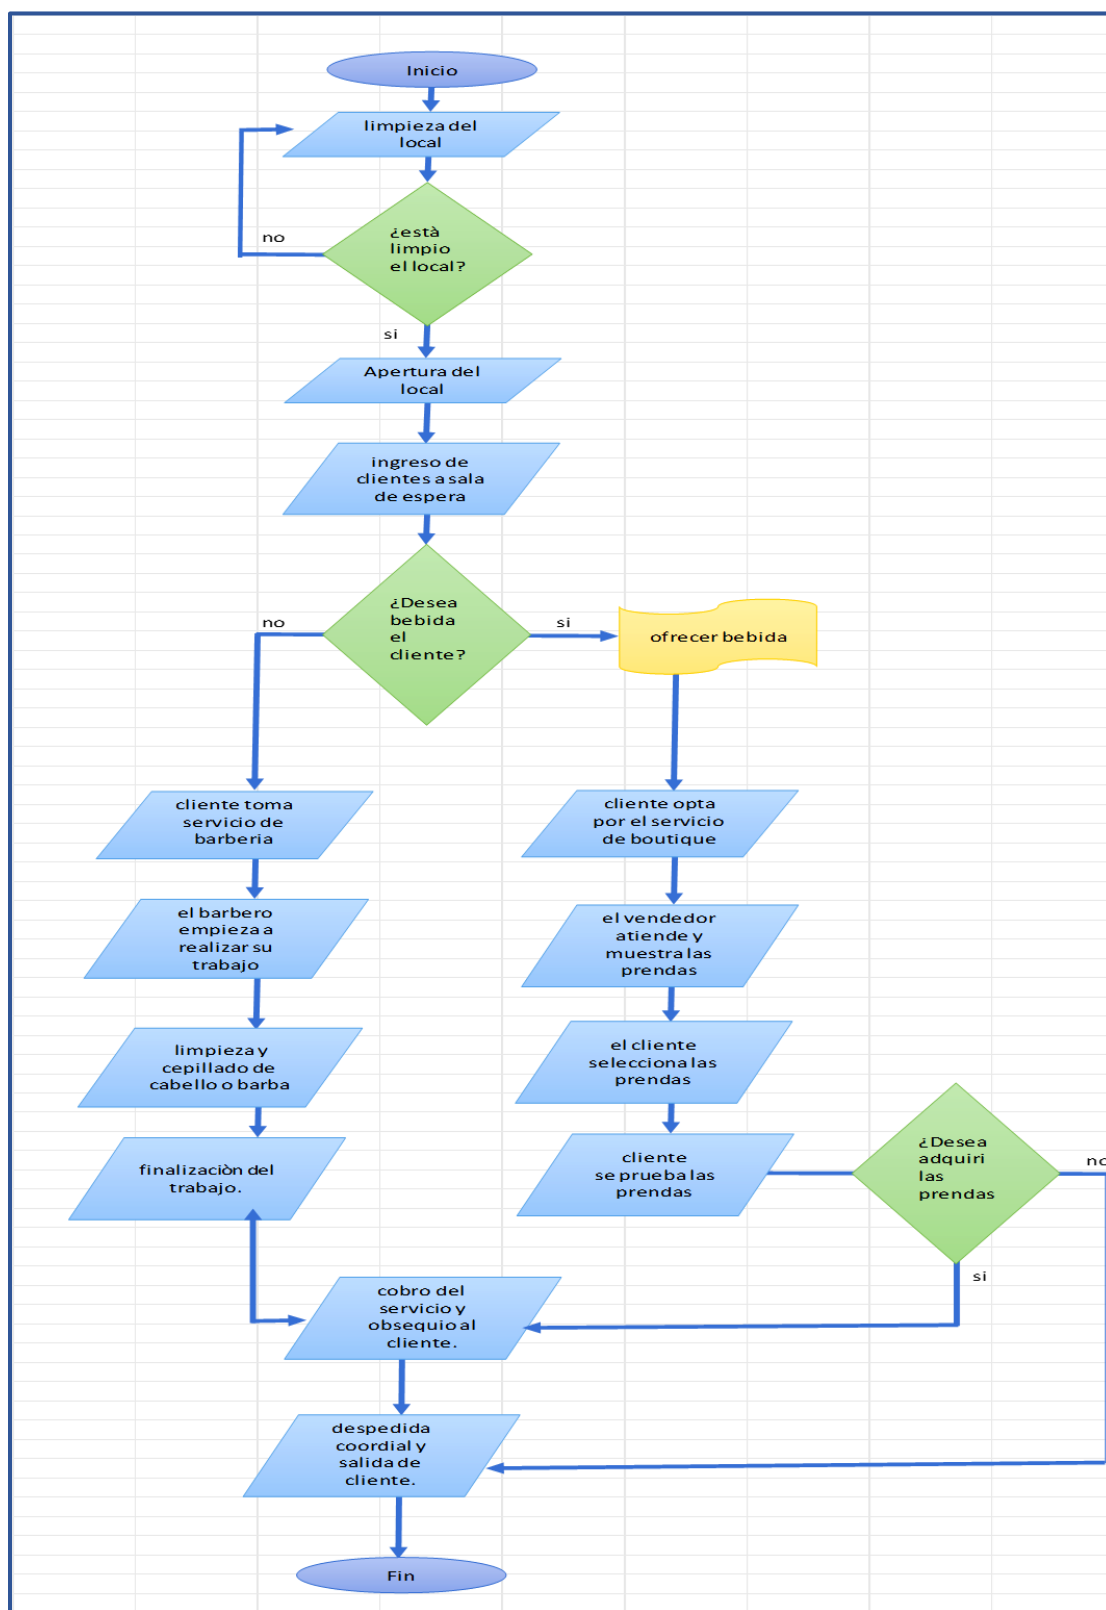 Inicio
limpieza del
local
¿està
limpio
el local?
no
si
Apertura del
local
ingreso de
clientes a sala
de espera
¿Desea
bebida
el
cliente?
no
si
ofrecer bebida
cliente toma
servicio de
barberia
cliente opta
por el servicio
de boutique
el barbero
empieza a
realizar su
trabajo
el vendedor
atiende y
muestra las
prendas
limpieza y
cepillado de
cabello o barba
el cliente
selecciona las
prendas
finalizaciòn del
trabajo.
cliente
se prueba las
prendas
¿Desea
adquiri
las
prendas
no
si
cobro del
servicio y
obsequio al
cliente.
despedida
coordial y
salida de
cliente.
Fin